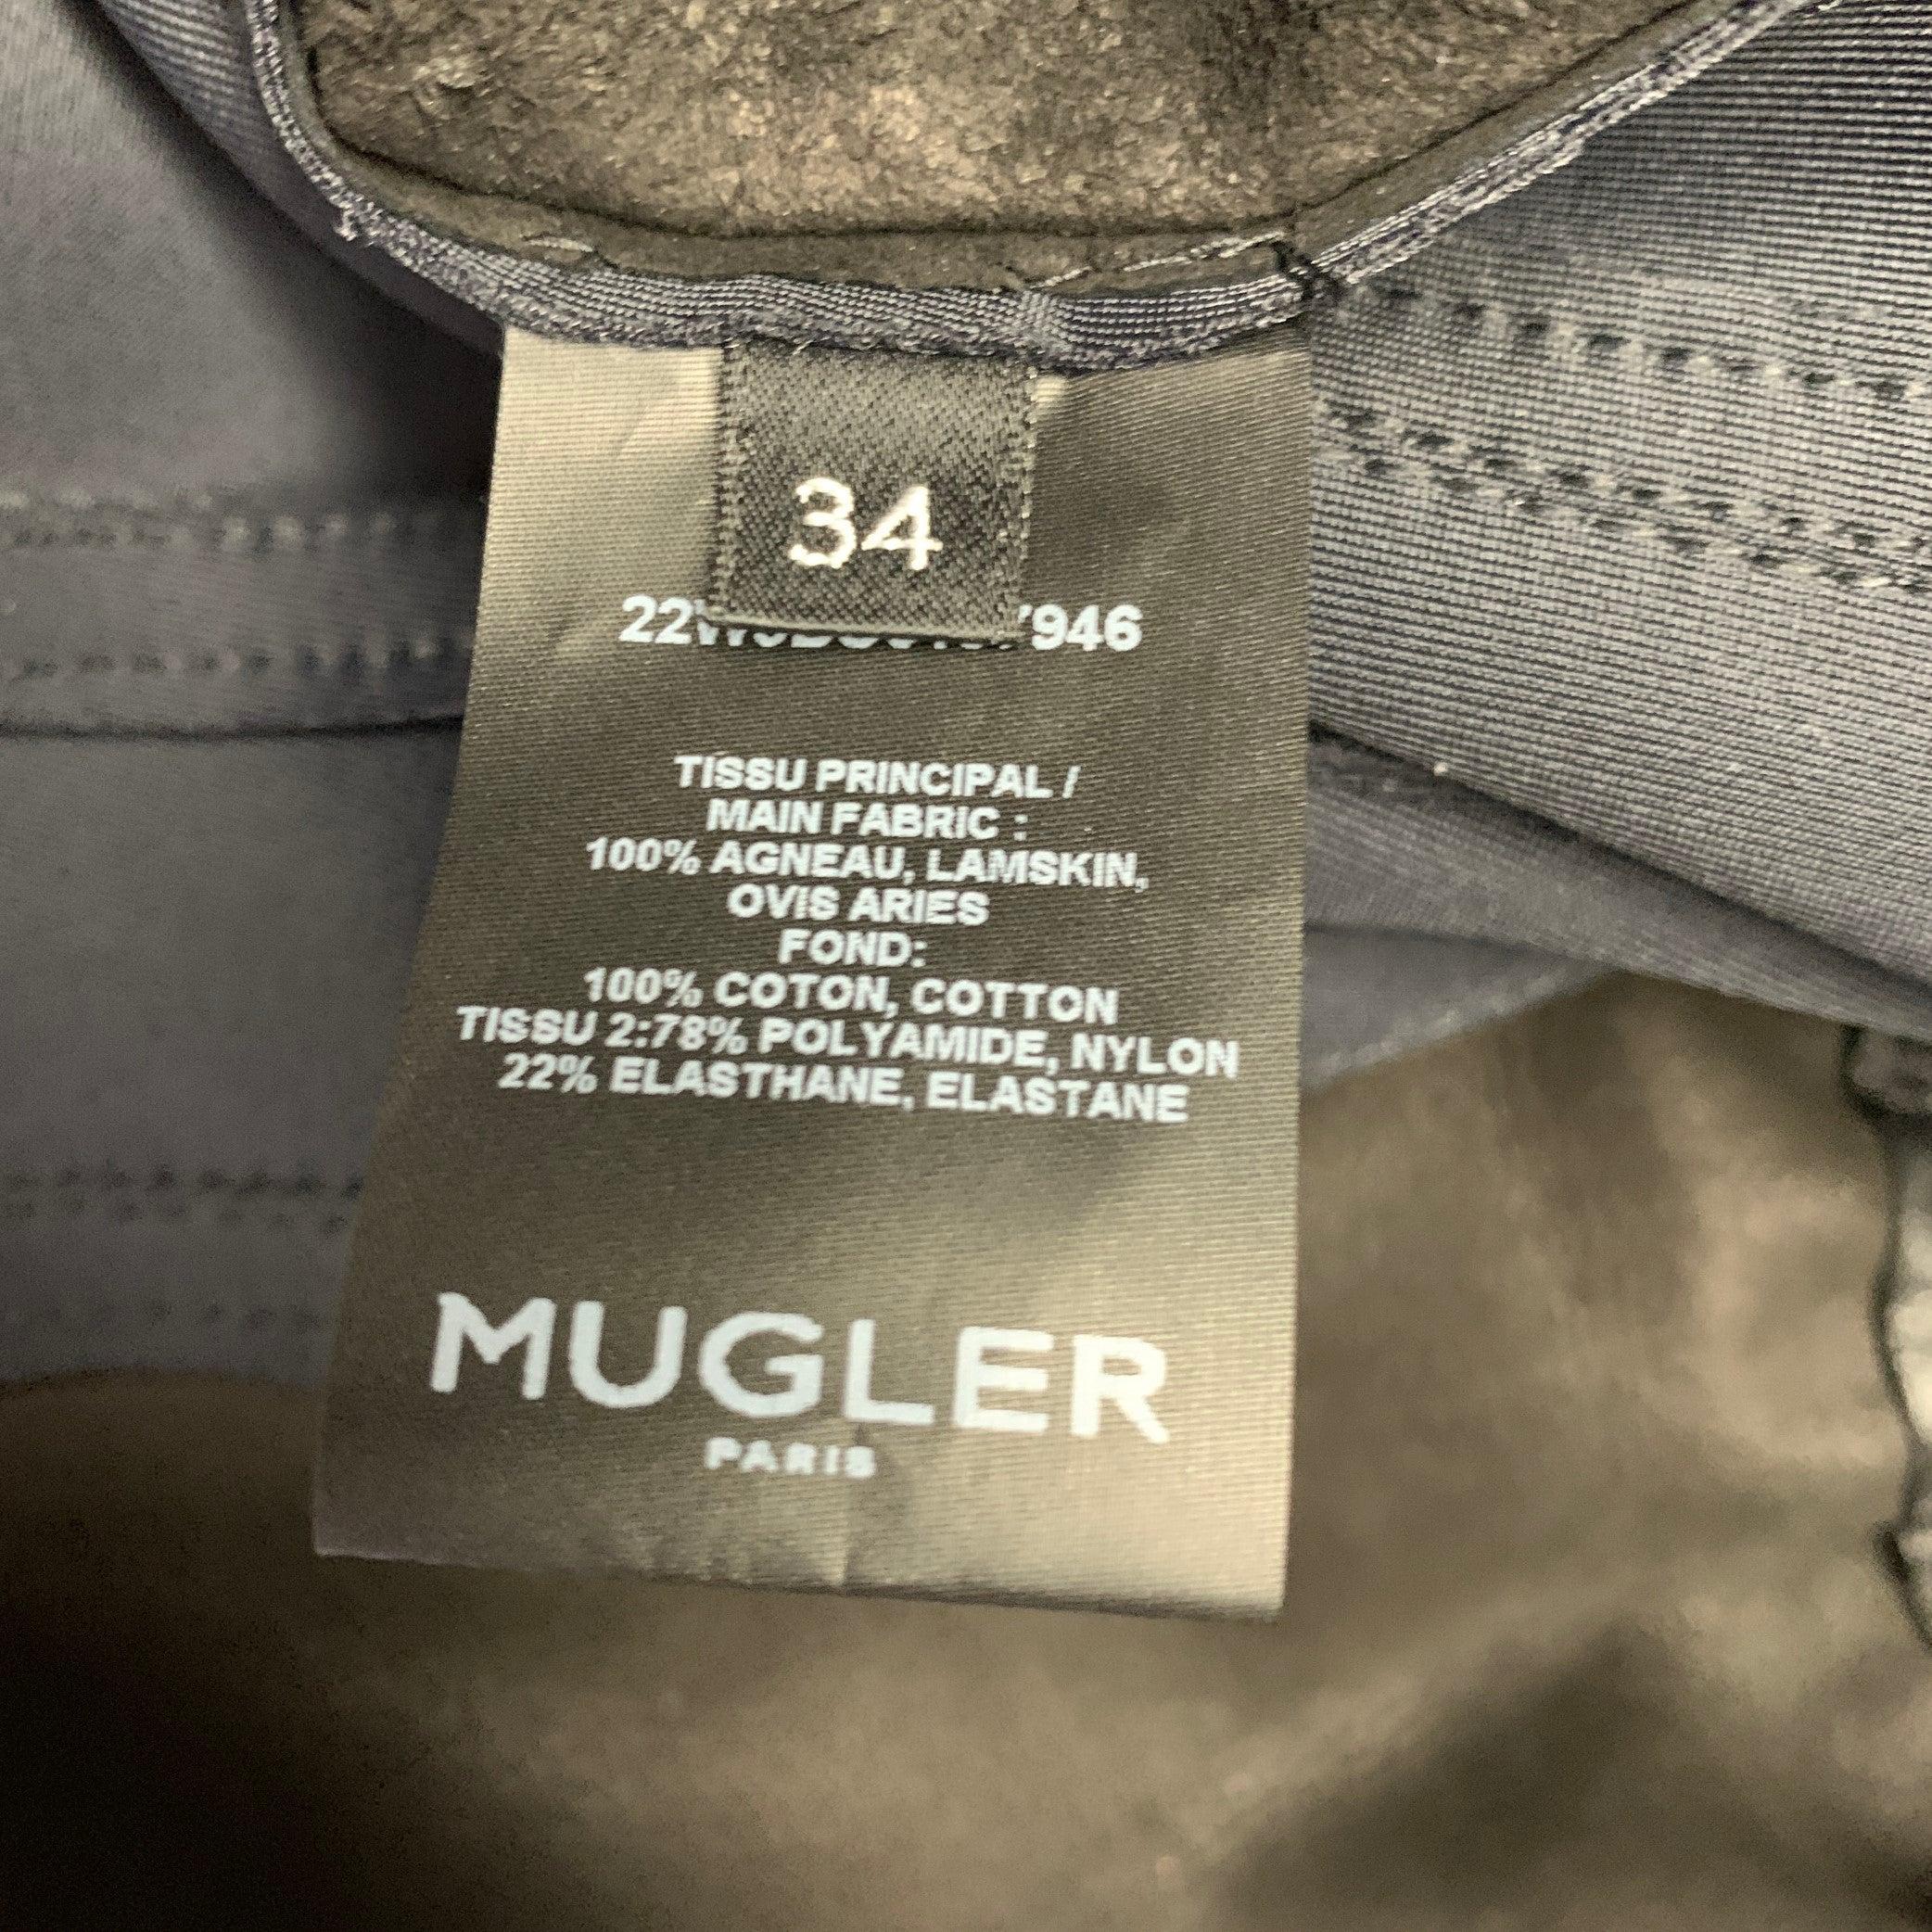 34
TISSU PRINCIPAL /
MAIN FABRIC :
100% AGNEAU, LAMSKIN,
OVIS ARIES
FOND:
100% COTON, COTTON
TISSU 2:78% POLYAMIDE, NYLON
22% ELASTHANE, ELASTANE
MUGLER
PARIS